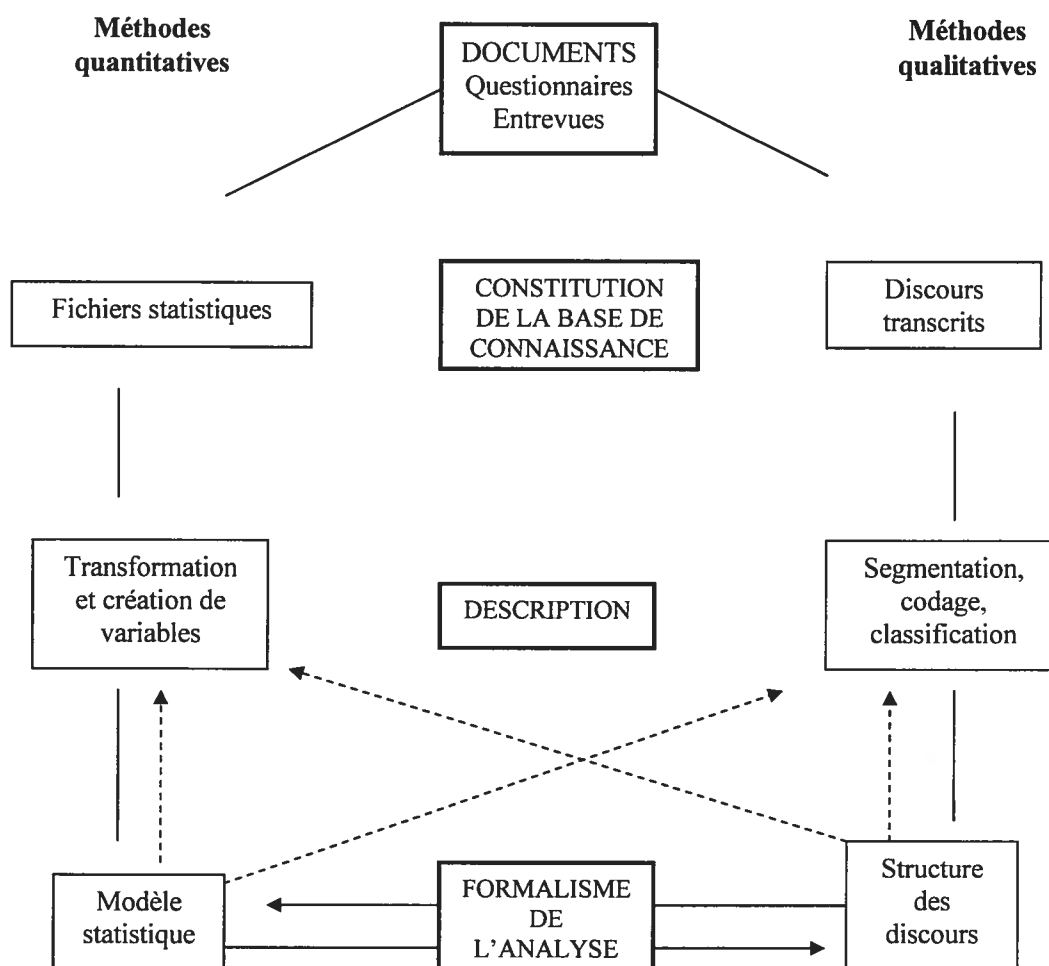 Méthodes
quantitatives
DOCUMENTS
Questionnaires
Entrevues
Méthodes
qualitatives
Fichiers statistiques
CONSTITUTION
DE LA BASE DE
CONNAISSANCE
Discours
transcrits
Transformation
et création de
variables
DESCRIPTION
Segmentation,
codage,
classification
Modèle
statistique
FORMALISME
DE
L'ANALYSE
Structure
des
discours